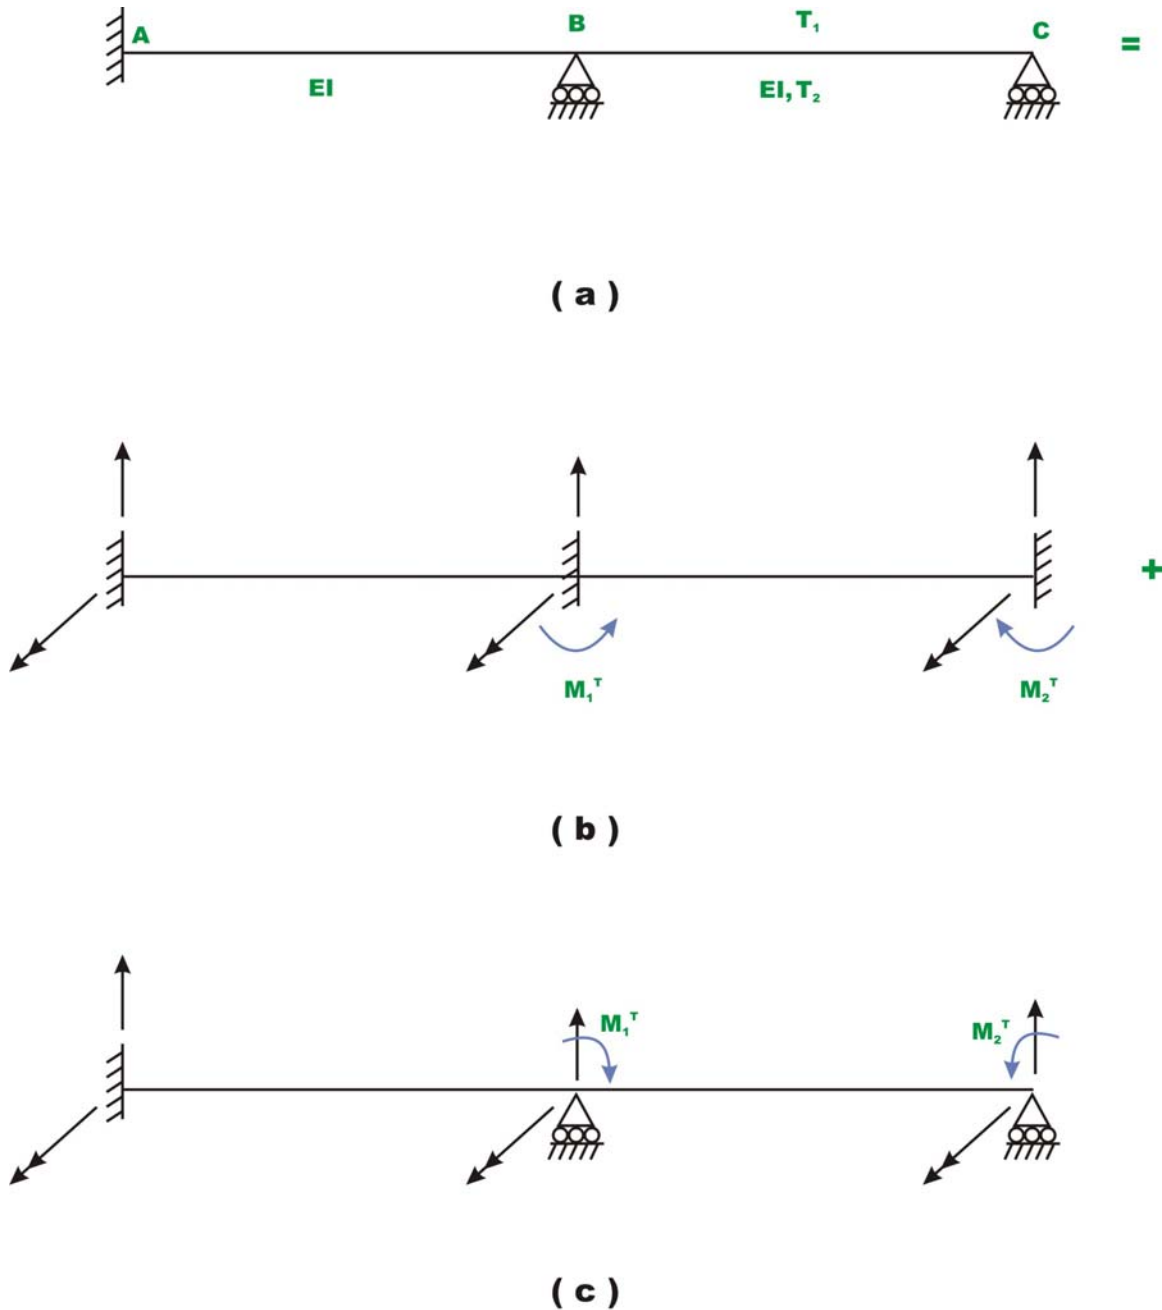 A B T₁ C =
EI EI, T₂
( a )
+
M₁ᵀ M₂ᵀ
( b )
M₁ᵀ M₂ᵀ
( c )